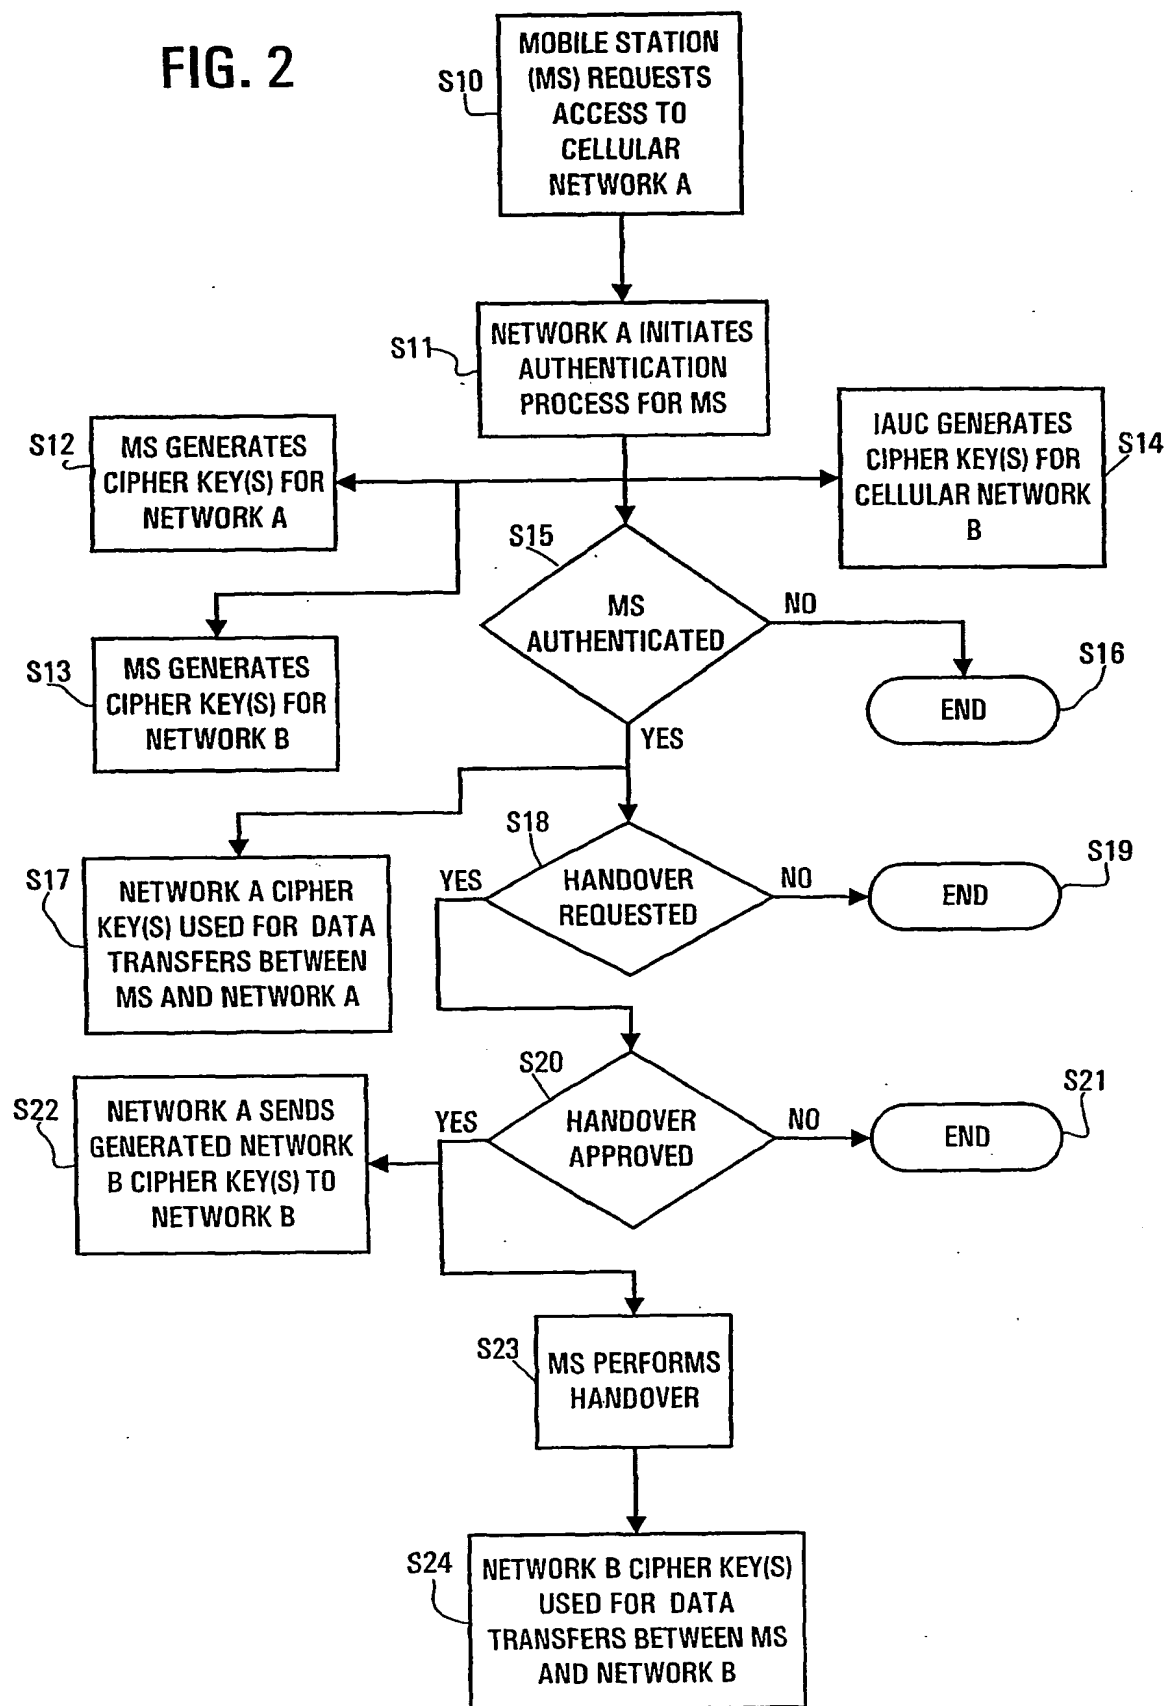 FIG. 2
S10
MOBILE STATION
(MS) REQUESTS
ACCESS TO
CELLULAR
NETWORK A
S11
NETWORK A INITIATES
AUTHENTICATION
PROCESS FOR MS
S12
MS GENERATES
CIPHER KEY(S) FOR
NETWORK A
IAUC GENERATES
CIPHER KEY(S) FOR
CELLULAR NETWORK
B
S14
S15
MS
AUTHENTICATED
NO
YES
S13
MS GENERATES
CIPHER KEY(S) FOR
NETWORK B
S16
END
S17
NETWORK A CIPHER
KEY(S) USED FOR DATA
TRANSFERS BETWEEN
MS AND NETWORK A
S18
YES
HANDOVER
REQUESTED
NO
END
S19
S20
YES
HANDOVER
APPROVED
NO
END
S21
S22
NETWORK A SENDS
GENERATED NETWORK
B CIPHER KEY(S) TO
NETWORK B
S23
MS PERFORMS
HANDOVER
S24
NETWORK B CIPHER KEY(S)
USED FOR DATA
TRANSFERS BETWEEN MS
AND NETWORK B